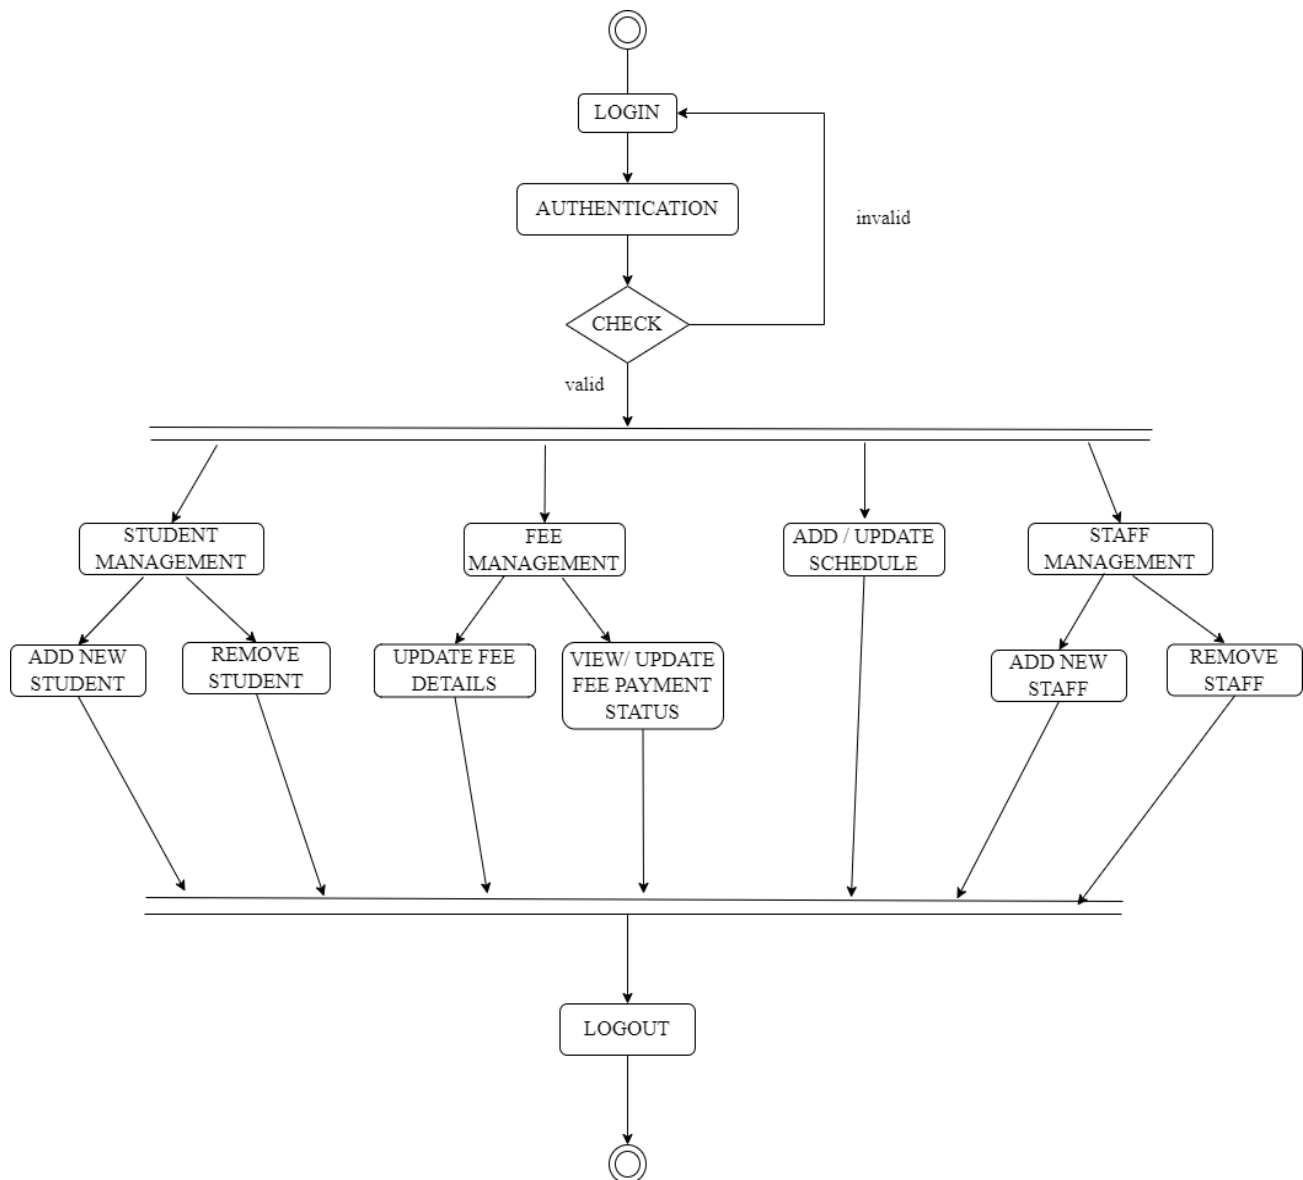 LOGIN
AUTHENTICATION
invalid
CHECK
valid
STUDENT
MANAGEMENT
FEE
MANAGEMENT
ADD / UPDATE
SCHEDULE
STAFF
MANAGEMENT
ADD NEW
STUDENT
REMOVE
STUDENT
UPDATE FEE
DETAILS
VIEW/ UPDATE
FEE PAYMENT
STATUS
ADD NEW
STAFF
REMOVE
STAFF
LOGOUT